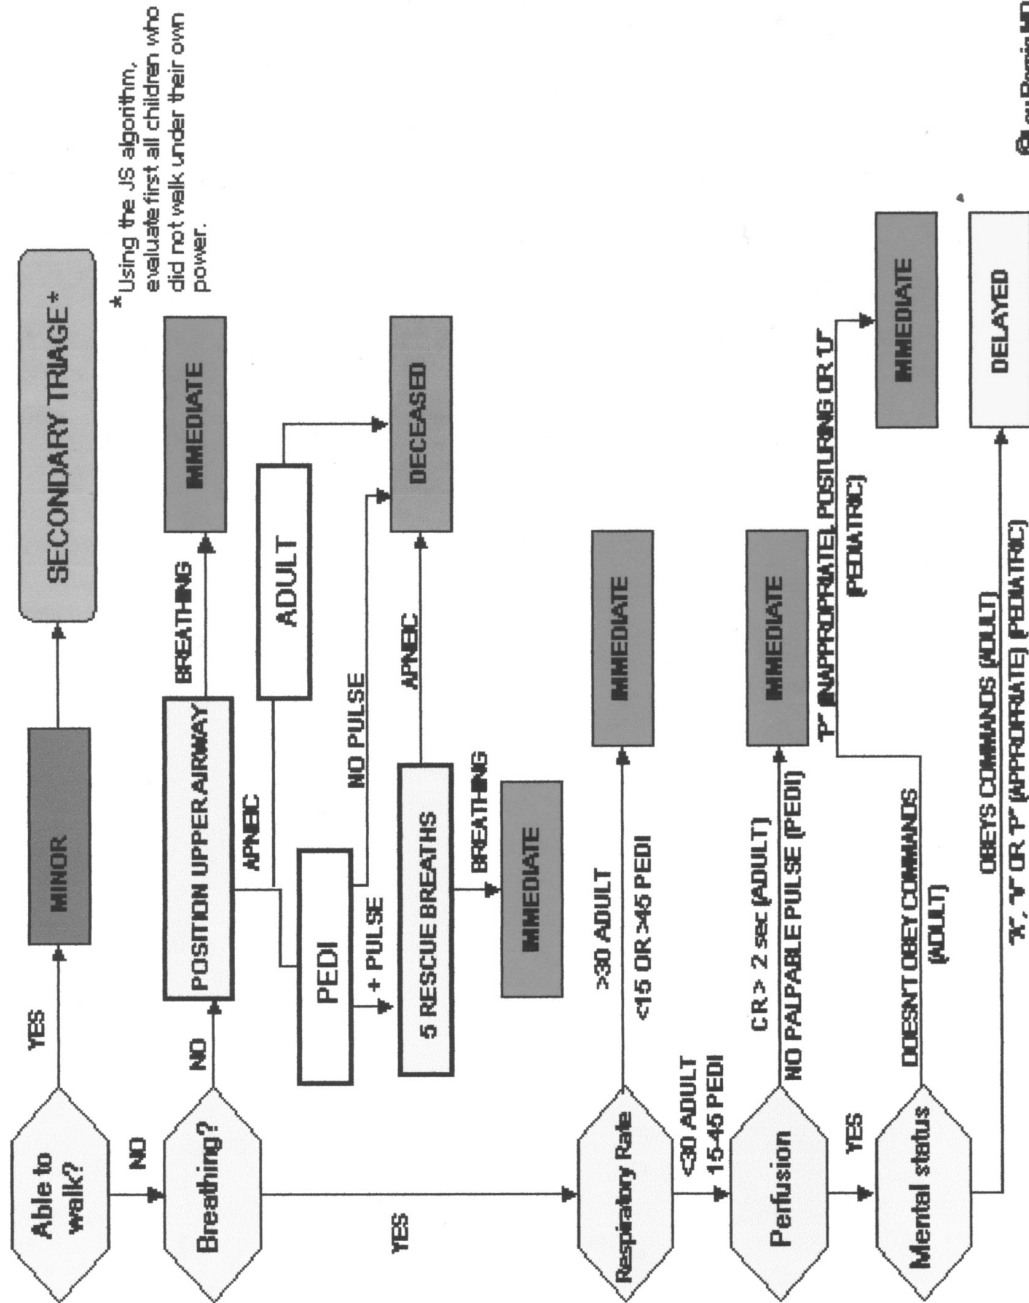 Able to
walk?
YES
MINOR
SECONDARY TRIAGE*
*Using the JS algorithm,
evaluate first all children who
did not walk under their own
power.
NO
Breathing?
NO
POSITION UPPER AIRWAY
BREATHING
IMMEDIATE
APNEIC
PEDI
ADULT
NO PULSE
DECEASED
+ PULSE
5 RESCUE BREATHS
APNEIC
BREATHING
IMMEDIATE
YES
Respiratory Rate
>30 ADULT
<15 OR >45 PEDI
IMMEDIATE
<30 ADULT
15-45 PEDI
Perfusion
CR > 2 sec (ADULT)
NO PALPABLE PULSE (PEDI)
IMMEDIATE
YES
Mental status
DOESN'T OBEY COMMANDS
(ADULT)
"P" (INAPPROPRIATE), POSTURING OR "U"
(PEDIATRIC)
IMMEDIATE
OBEYS COMMANDS (ADULT)
"A", "V" OR "P" (APPROPRIATE) (PEDIATRIC)
DELAYED